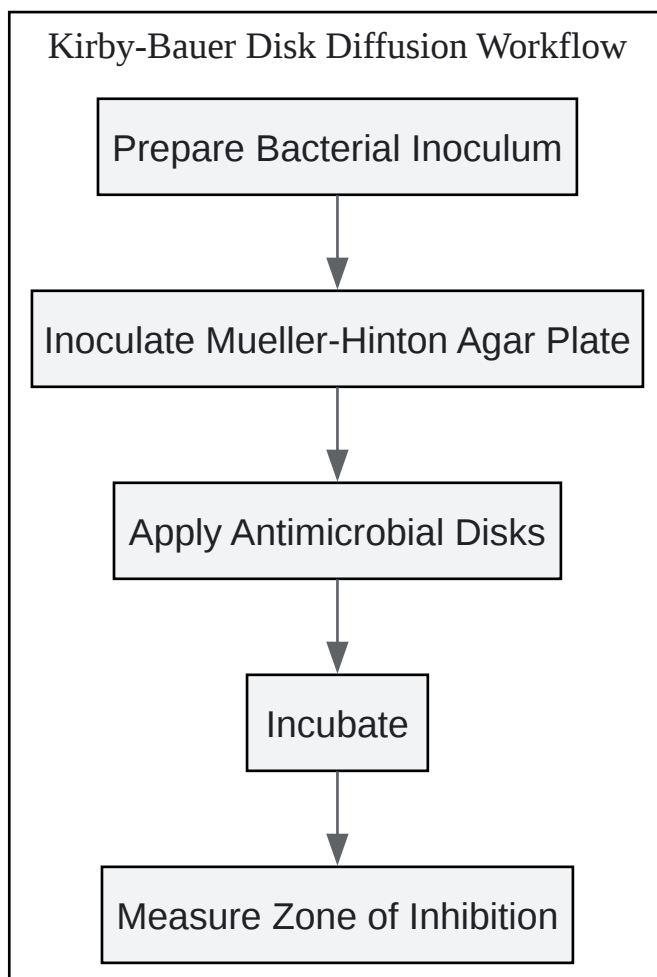 Kirby-Bauer Disk Diffusion Workflow
Prepare Bacterial Inoculum
Inoculate Mueller-Hinton Agar Plate
Apply Antimicrobial Disks
Incubate
Measure Zone of Inhibition